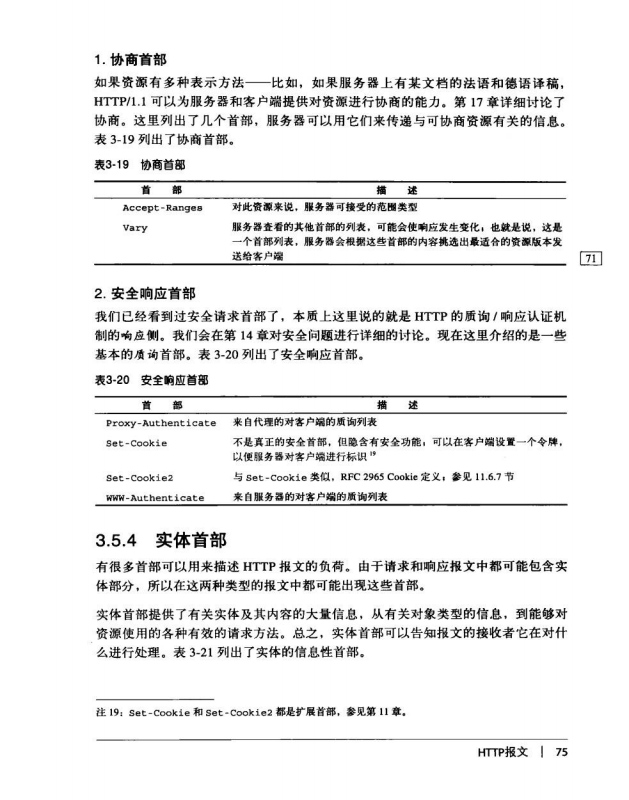 1. 协商首部
如果资源有多种表示方法——比如，如果服务器上有某文档的法语和德语译稿，
HTTP/1.1 可以为服务器和客户端提供对资源进行协商的能力。第 17 章详细讨论了
协商。这里列出了几个首部，服务器可以用它们来传递与可协商资源有关的信息。
表 3-19 列出了协商首部。
表3-19 协商首部
首 部 描 述
Accept-Ranges 对此资源来说，服务器可接受的范围类型
Vary 服务器查看的其他首部的列表，可能会使响应发生变化；也就是说，这是
一个首部列表，服务器会根据这些首部的内容挑选出最适合的资源版本发
送给客户端
71
2. 安全响应首部
我们已经看到过安全请求首部了，本质上这里说的就是 HTTP 的质询 / 响应认证机
制的响应侧。我们会在第 14 章对安全问题进行详细的讨论。现在这里介绍的是一些
基本的质询首部。表 3-20 列出了安全响应首部。
表3-20 安全响应首部
首 部 描 述
Proxy-Authenticate 来自代理的对客户端的质询列表
Set-Cookie 不是真正的安全首部，但隐含有安全功能；可以在客户端设置一个令牌，
以便服务器对客户端进行标识 19
Set-Cookie2 与 Set-Cookie 类似，RFC 2965 Cookie 定义；参见 11.6.7 节
WWW-Authenticate 来自服务器的对客户端的质询列表
3.5.4 实体首部
有很多首部可以用来描述 HTTP 报文的负荷。由于请求和响应报文中都可能包含实
体部分，所以在这两种类型的报文中都可能出现这些首部。
实体首部提供了有关实体及其内容的大量信息，从有关对象类型的信息，到能够对
资源使用的各种有效的请求方法。总之，实体首部可以告知报文的接收者它在对什
么进行处理。表 3-21 列出了实体的信息性首部。
注 19：Set-Cookie 和 Set-Cookie2 都是扩展首部，参见第 11 章。
HTTP报文 | 75